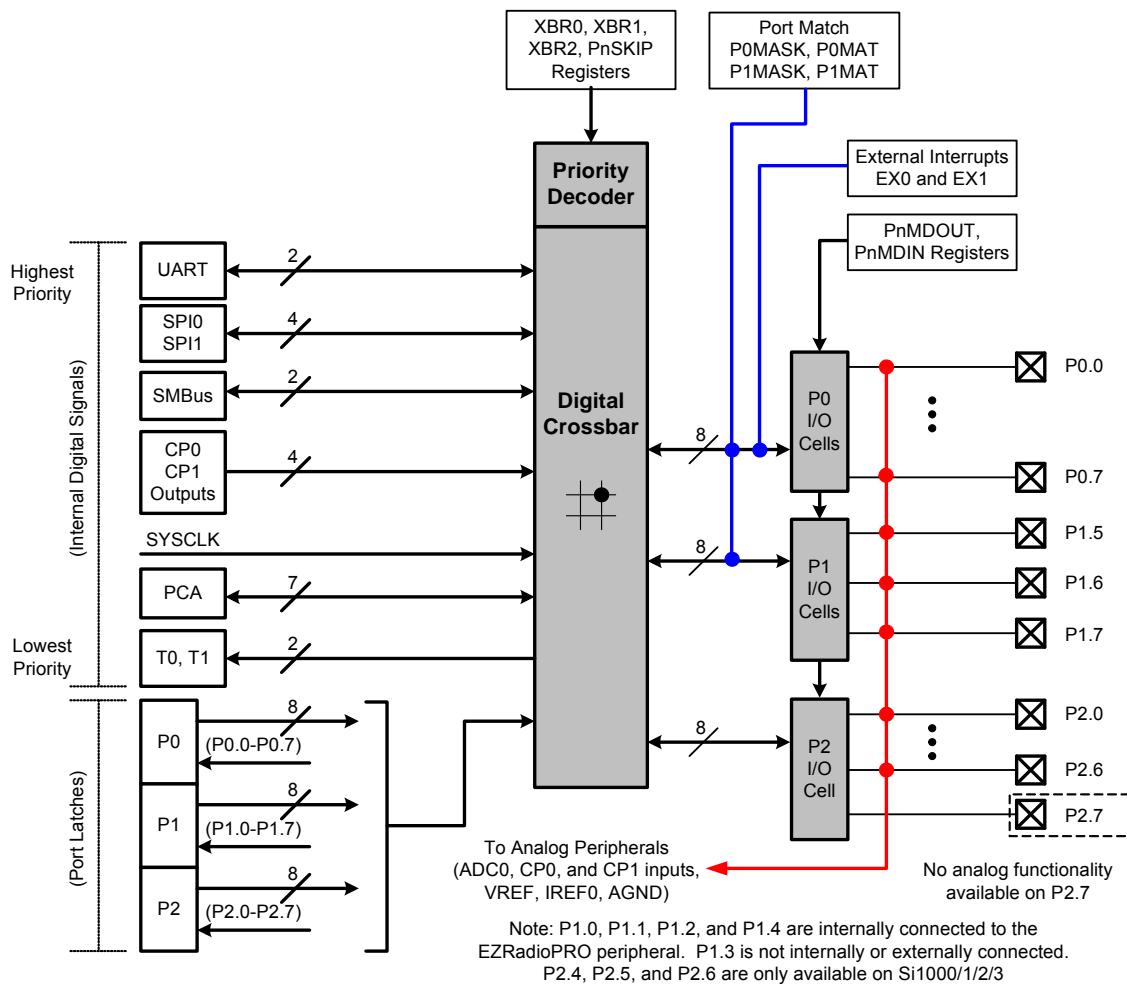 XBR0, XBR1,
XBR2, PnSKIP
Registers
Port Match
P0MASK, P0MAT
P1MASK, P1MAT
External Interrupts
EX0 and EX1
Priority
Decoder
PnMDOUT,
PnMDIN Registers
Highest
Priority
UART
2
SPI0
SPI1
4
SMBus
2
(Internal Digital Signals)
CP0
CP1
Outputs
4
Digital
Crossbar
SYSCLK
PCA
7
Lowest
Priority
T0, T1
2
8
P0
I/O
Cells
P0.0
P0.7
8
P1
I/O
Cells
P1.5
P1.6
P1.7
8
P2
I/O
Cell
P2.0
P2.6
P2.7
(Port Latches)
P0
8
(P0.0-P0.7)
P1
8
(P1.0-P1.7)
P2
8
(P2.0-P2.7)
To Analog Peripherals
(ADC0, CP0, and CP1 inputs,
VREF, IREF0, AGND)
No analog functionality
available on P2.7
Note: P1.0, P1.1, P1.2, and P1.4 are internally connected to the
EZRadioPRO peripheral. P1.3 is not internally or externally connected.
P2.4, P2.5, and P2.6 are only available on Si1000/1/2/3